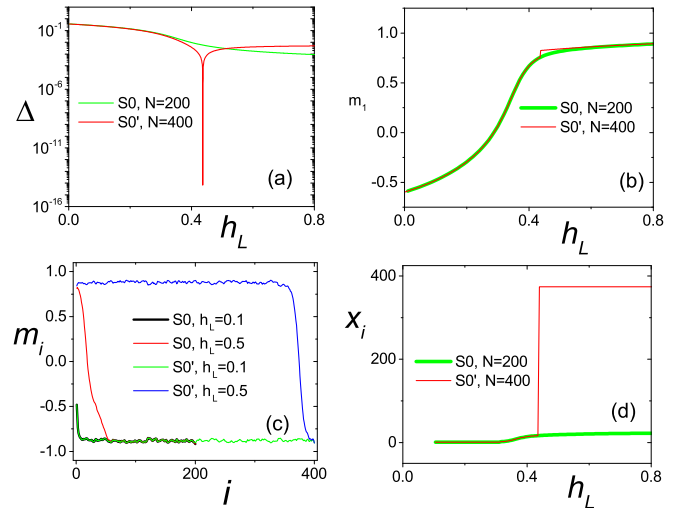 10^-1
10^-6
10^-11
10^-16
Δ
S0, N=200
S0', N=400
(a)
0.0 0.4 0.8
h_L
1.0
0.5
0.0
-0.5
m_1
S0, N=200
S0', N=400
(b)
0.0 0.4 0.8
h_L
1.0
0.5
0.0
-0.5
-1.0
m_i
S0, h_L=0.1
S0, h_L=0.5
S0', h_L=0.1
S0', h_L=0.5
(c)
0 200 400
i
400
200
0
x_i
S0, N=200
S0', N=400
(d)
0.0 0.4 0.8
h_L